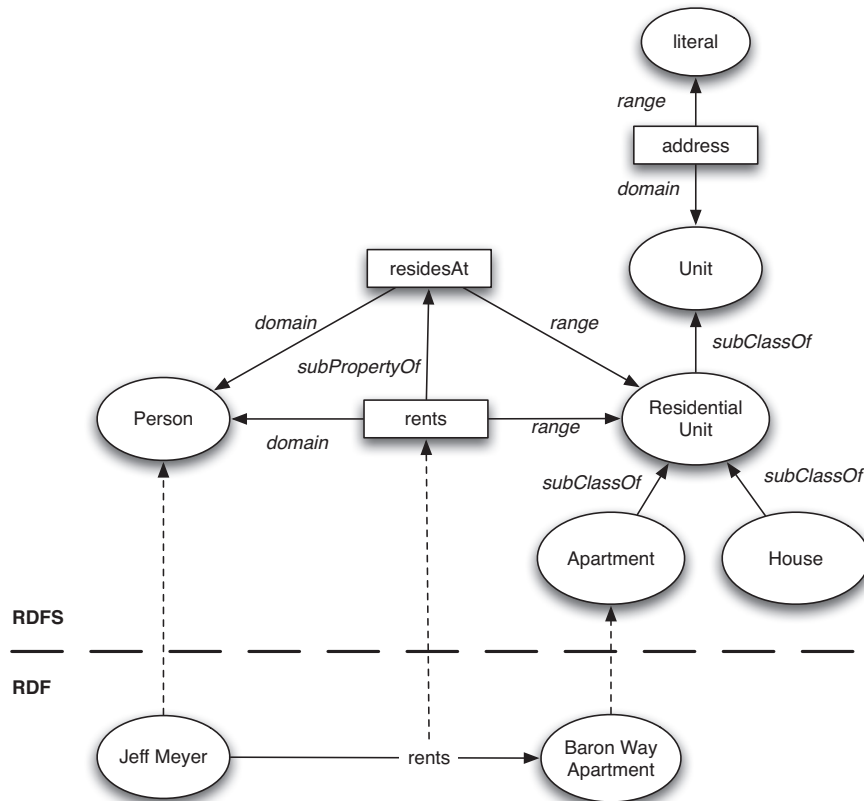 literal
range
address
domain
residesAt
Unit
domain
range
subClassOf
subPropertyOf
Person
rents
Residential
Unit
domain
range
subClassOf
subClassOf
Apartment
House
RDFS
RDF
Jeff Meyer
rents
Baron Way
Apartment